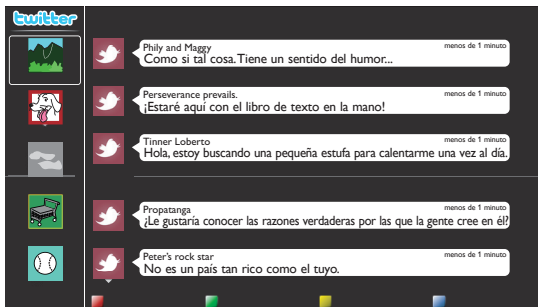 twitter
Phily and Maggy
menos de 1 minuto
Como si tal cosa. Tiene un sentido del humor...
Perseverance prevails.
menos de 1 minuto
¡Estaré aquí con el libro de texto en la mano!
Tinner Loberto
menos de 1 minuto
Hola, estoy buscando una pequeña estufa para calentarme una vez al día.
Propatanga
menos de 1 minuto
¿Le gustaría conocer las razones verdaderas por las que la gente cree en él?
Peter's rock star
menos de 1 minuto
No es un país tan rico como el tuyo.